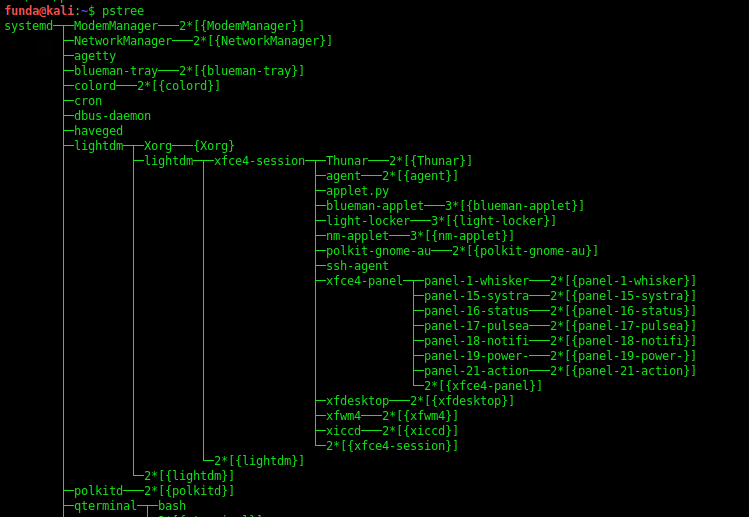 funda@kali:~$ pstree
systemd─┬─ModemManager───2*[{ModemManager}]
        ├─NetworkManager───2*[{NetworkManager}]
        ├─agetty
        ├─blueman-tray───2*[{blueman-tray}]
        ├─colord───2*[{colord}]
        ├─cron
        ├─dbus-daemon
        ├─haveged
        ├─lightdm─┬─Xorg───{Xorg}
        │         ├─lightdm─┬─xfce4-session─┬─Thunar───2*[{Thunar}]
        │         │         │               ├─agent───2*[{agent}]
        │         │         │               ├─applet.py
        │         │         │               ├─blueman-applet───3*[{blueman-applet}]
        │         │         │               ├─light-locker───3*[{light-locker}]
        │         │         │               ├─nm-applet───3*[{nm-applet}]
        │         │         │               ├─polkit-gnome-au───2*[{polkit-gnome-au}]
        │         │         │               ├─ssh-agent
        │         │         │               ├─xfce4-panel─┬─panel-1-whisker───2*[{panel-1-whisker}]
        │         │         │               │             ├─panel-15-systra───2*[{panel-15-systra}]
        │         │         │               │             ├─panel-16-status───2*[{panel-16-status}]
        │         │         │               │             ├─panel-17-pulsea───2*[{panel-17-pulsea}]
        │         │         │               │             ├─panel-18-notifi───2*[{panel-18-notifi}]
        │         │         │               │             ├─panel-19-power-───2*[{panel-19-power-}]
        │         │         │               │             ├─panel-21-action───2*[{panel-21-action}]
        │         │         │               │             └─2*[{xfce4-panel}]
        │         │         │               ├─xfdesktop───2*[{xfdesktop}]
        │         │         │               ├─xfwm4───2*[{xfwm4}]
        │         │         │               ├─xiccd───2*[{xiccd}]
        │         │         │               └─2*[{xfce4-session}]
        │         │         └─2*[{lightdm}]
        │         └─2*[{lightdm}]
        ├─polkitd───2*[{polkitd}]
        ├─qterminal─┬─bash